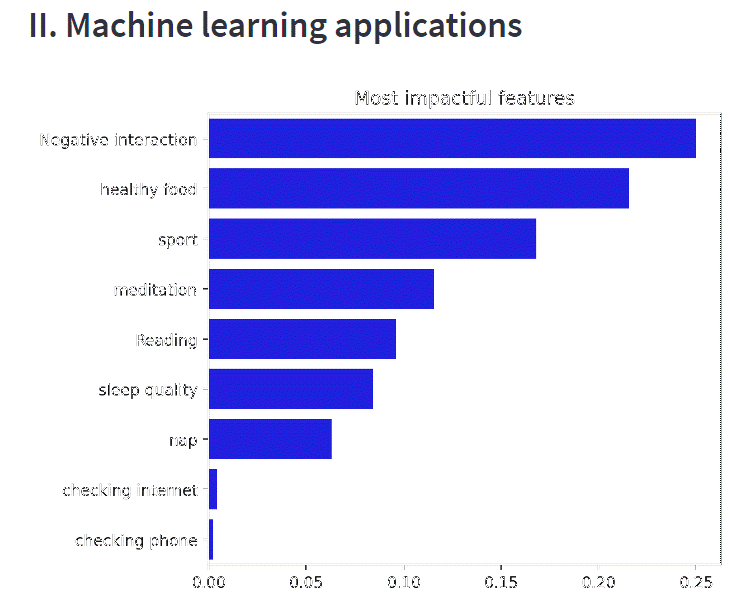 II. Machine learning applications
Most impactful features
Negative interaction
healthy food
sport
meditation
Reading
sleep quality
nap
checking internet
checking phone
0.00 0.05 0.10 0.15 0.20 0.25